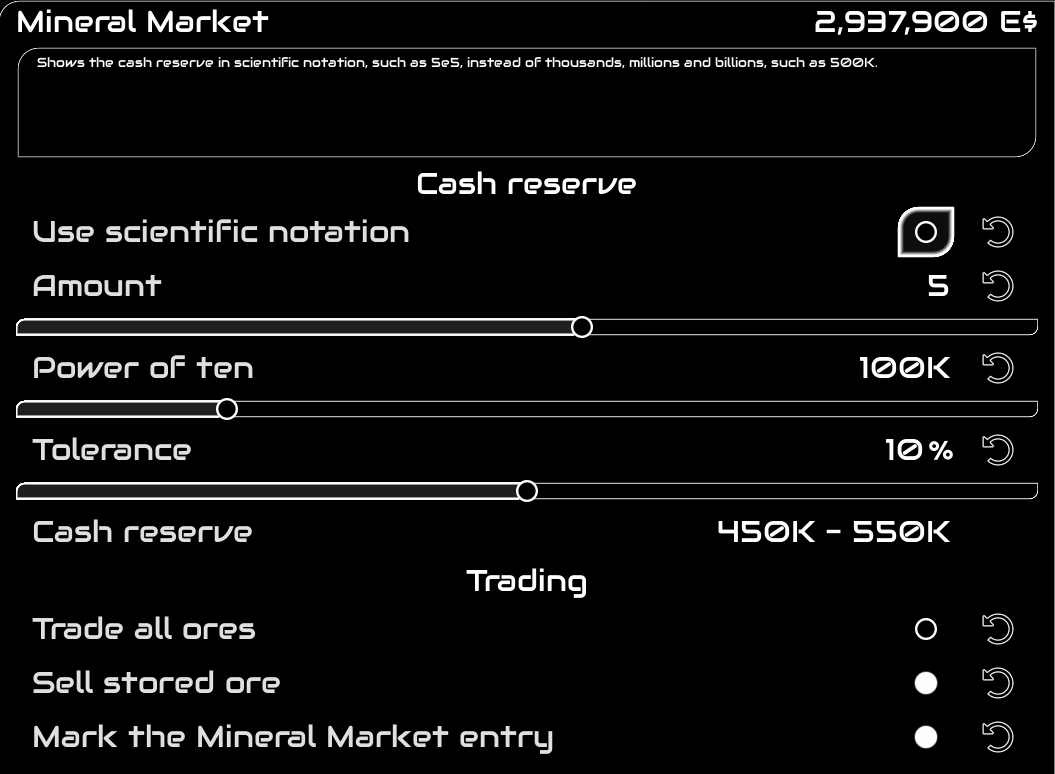 Mineral Market 2,937,900 E$
Shows the cash reserve in scientific notation, such as 5e5, instead of thousands, millions and billions, such as 500K.
Cash reserve
Use scientific notation
Amount 5
Power of ten 100K
Tolerance 10 %
Cash reserve 450K - 550K
Trading
Trade all ores
Sell stored ore
Mark the Mineral Market entry